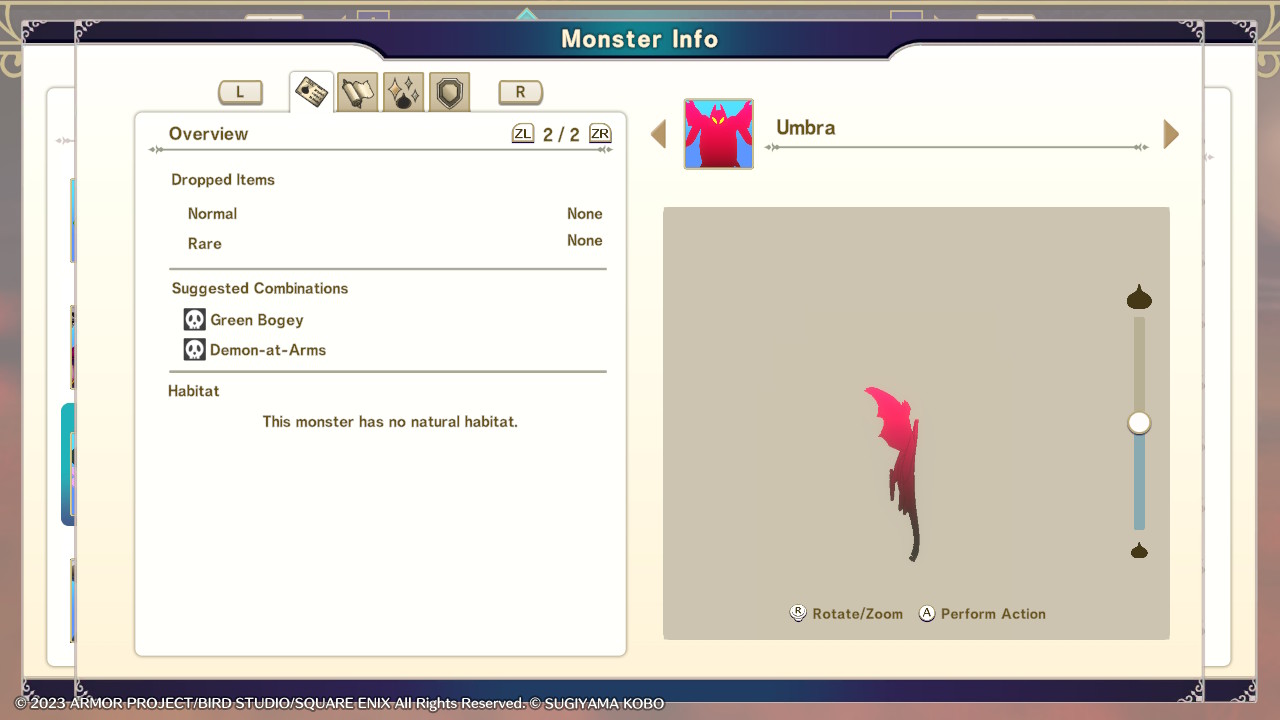 Monster Info
L
R
Overview
ZL 2 / 2 ZR
Dropped Items
Normal None
Rare None
Suggested Combinations
Green Bogey
Demon-at-Arms
Habitat
This monster has no natural habitat.
Umbra
R Rotate/Zoom A Perform Action
© 2023 ARMOR PROJECT/BIRD STUDIO/SQUARE ENIX All Rights Reserved. © SUGIYAMA KOBO